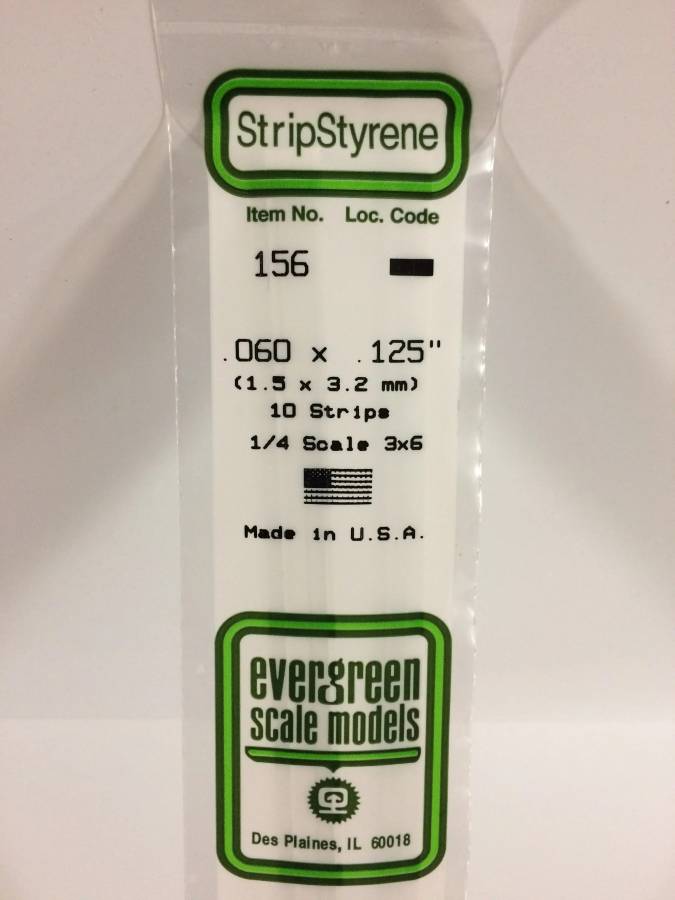 StripStyrene
Item No. Loc. Code
156
.060 x .125"
(1.5 x 3.2 mm)
10 Strips
1/4 Scale 3x6
Made in U.S.A.
evergreen
scale models
Des Plaines, IL 60018